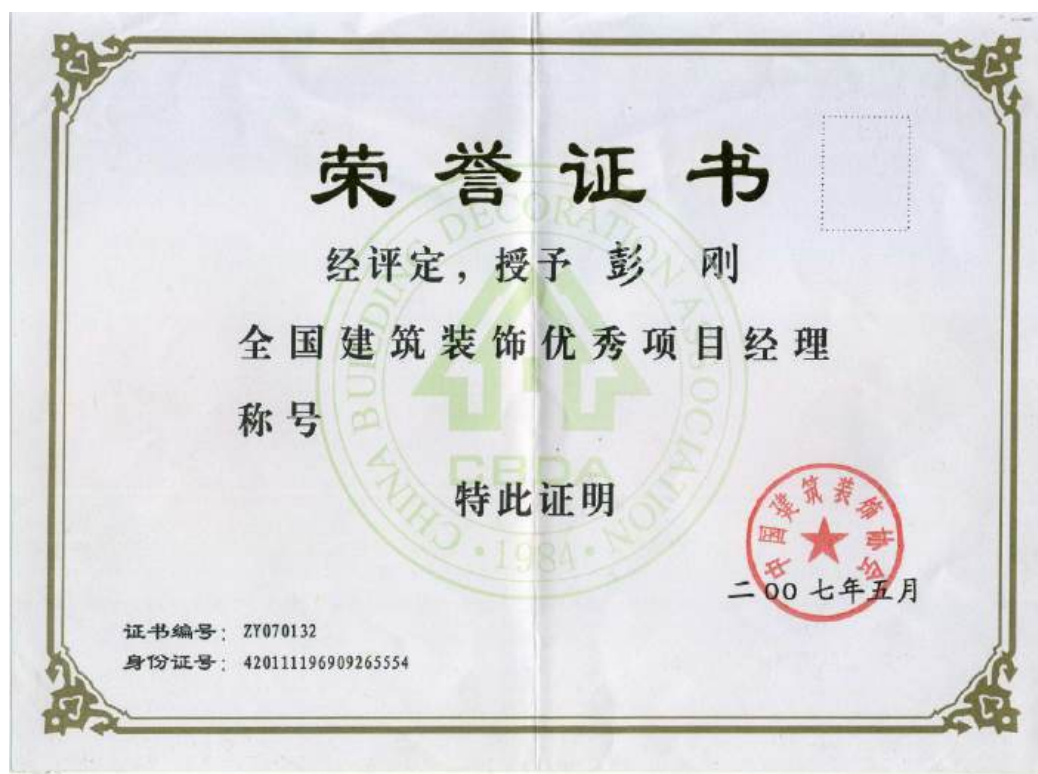 荣誉证书
经评定，授予 彭 刚
全国建筑装饰优秀项目经理
称号
特此证明
CHINA BUILDING DECORATION ASSOCIATION
CBDA
·1984·
中国建筑装饰协会
二00七年五月
证书编号：ZY070132
身份证号：420111196909265554